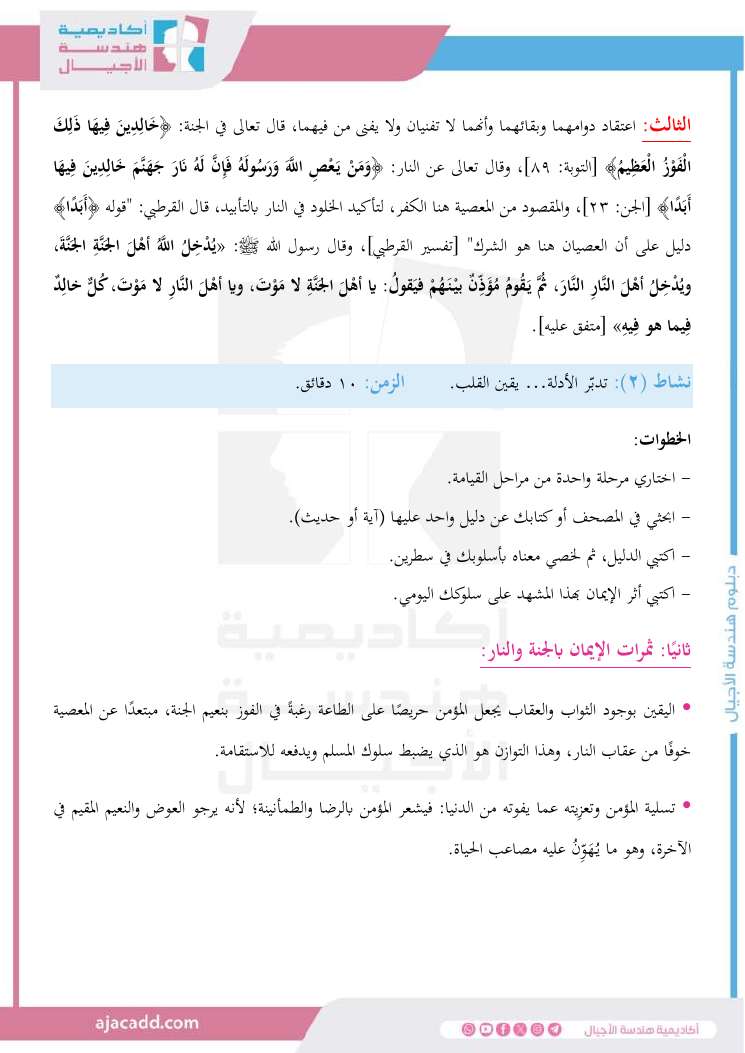 أكاديمية
هندسة
الأجيال
الثالث: اعتقاد دوامهما وبقائهما وأنهما لا تفنيان ولا يفنى من فيهما، قال تعالى في الجنة: ﴿خَالِدِينَ فِيهَا ذَلِكَ
الْفَوْزُ الْعَظِيمُ﴾ [التوبة: ٨٩]، وقال تعالى عن النار: ﴿وَمَنْ يَعْصِ اللَّهَ وَرَسُولَهُ فَإِنَّ لَهُ نَارَ جَهَنَّمَ خَالِدِينَ فِيهَا
أَبَدًا﴾ [الجن: ٢٣]، والمقصود من المعصية هنا الكفر، لتأكيد الخلود في النار بالتأبيد، قال القرطبي: "قوله ﴿أَبَدًا﴾
دليل على أن العصيان هنا هو الشرك" [تفسير القرطبي]، وقال رسول الله ﷺ: «يُدْخِلُ اللَّهُ أهْلَ الجَنَّةِ الجَنَّةَ،
ويُدْخِلُ أهْلَ النَّارِ النَّارَ، ثُمَّ يَقُومُ مُؤَذِّنٌ بيْنَهُمْ فيَقولُ: يا أهْلَ الجَنَّةِ لا مَوْتَ، ويا أهْلَ النَّارِ لا مَوْتَ، كُلٌّ خالِدٌ
فِيما هو فِيهِ» [متفق عليه].
نشاط (٢): تدبّر الأدلة... يقين القلب. الزمن: ١٠ دقائق.
الخطوات:
- اختاري مرحلة واحدة من مراحل القيامة.
- ابحثي في المصحف أو كتابك عن دليل واحد عليها (آية أو حديث).
- اكتبي الدليل، ثم لخصي معناه بأسلوبك في سطرين.
- اكتبي أثر الإيمان بهذا المشهد على سلوكك اليومي.
ثانيًا: ثمرات الإيمان بالجنة والنار:
• اليقين بوجود الثواب والعقاب يجعل المؤمن حريصًا على الطاعة رغبةً في الفوز بنعيم الجنة، مبتعدًا عن المعصية
خوفًا من عقاب النار، وهذا التوازن هو الذي يضبط سلوك المسلم ويدفعه للاستقامة.
• تسلية المؤمن وتعزيته عما يفوته من الدنيا: فيشعر المؤمن بالرضا والطمأنينة؛ لأنه يرجو العوض والنعيم المقيم في
الآخرة، وهو ما يُهَوّنُ عليه مصاعب الحياة.
أكاديمية
هندسة
الأجيال
دبلوم هندسة الأجيال
أكاديمية هندسة الأجيال
ajacadd.com